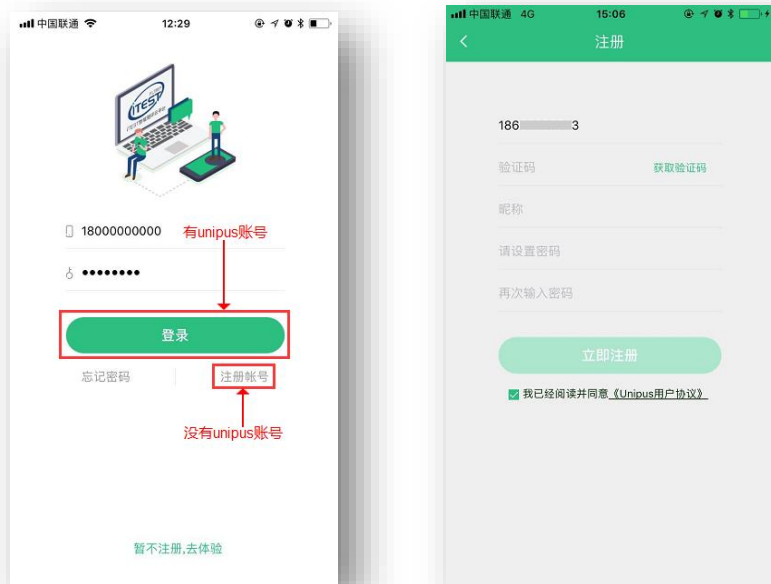 中国联通
12:29
iTEST
18000000000
有unipus账号
登录
忘记密码
注册帐号
没有unipus账号
暂不注册,去体验
中国联通 4G
15:06
注册
186 3
验证码
获取验证码
昵称
请设置密码
再次输入密码
立即注册
我已经阅读并同意《Unipus用户协议》